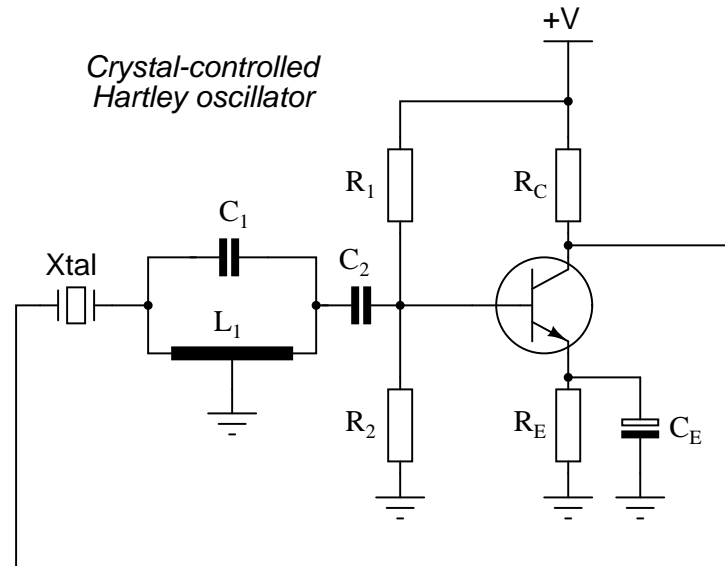 +V
Crystal-controlled
Hartley oscillator
R1
RC
C1
Xtal
C2
L1
R2
RE
CE